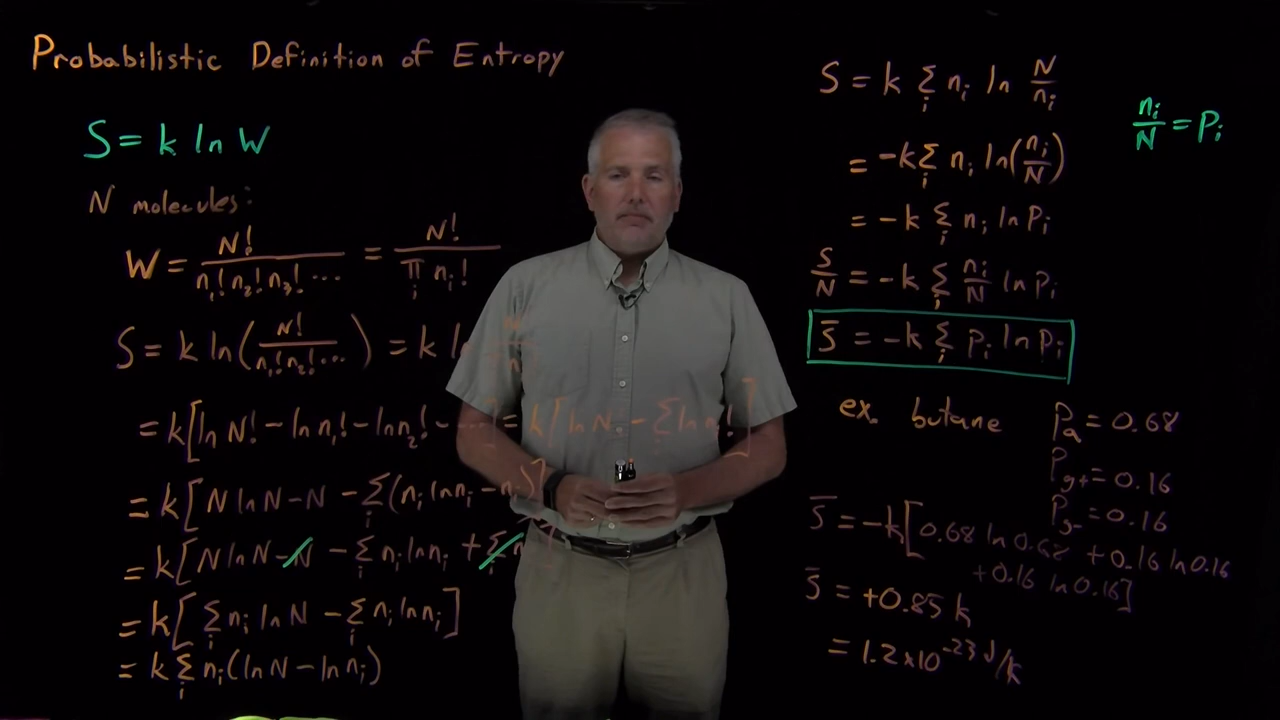 Probabilistic Definition of Entropy
S = k ln W
N molecules:
W = N! / (n₁! n₂! n₃! ⋯) = N! / (∏ᵢ nᵢ!)
S = k ln(N! / (n₁! n₂! ⋯)) = k
= k[ln N! − ln n₁! − ln n₂! − ⋯] = k[ln N! − Σ ln nᵢ!]
= k[N ln N − N − Σᵢ (nᵢ ln nᵢ − nᵢ)]
= k[N ln N − N − Σᵢ nᵢ ln nᵢ + Σᵢ n
= k[Σᵢ nᵢ ln N − Σᵢ nᵢ ln nᵢ]
= k Σᵢ nᵢ (ln N − ln nᵢ)
S = k Σᵢ nᵢ ln N/nᵢ
= −k Σᵢ nᵢ ln(nᵢ/N)
= −k Σᵢ nᵢ ln Pᵢ
S/N = −k Σᵢ nᵢ/N ln Pᵢ
S̄ = −k Σᵢ Pᵢ ln Pᵢ
nᵢ/N = Pᵢ
ex. butane
Pₐ = 0.68
P_g+ = 0.16
P_g- = 0.16
S̄ = −k[0.68 ln 0.68 + 0.16 ln 0.16
+ 0.16 ln 0.16]
S̄ = +0.85 k
= 1.2×10⁻²³ J/K